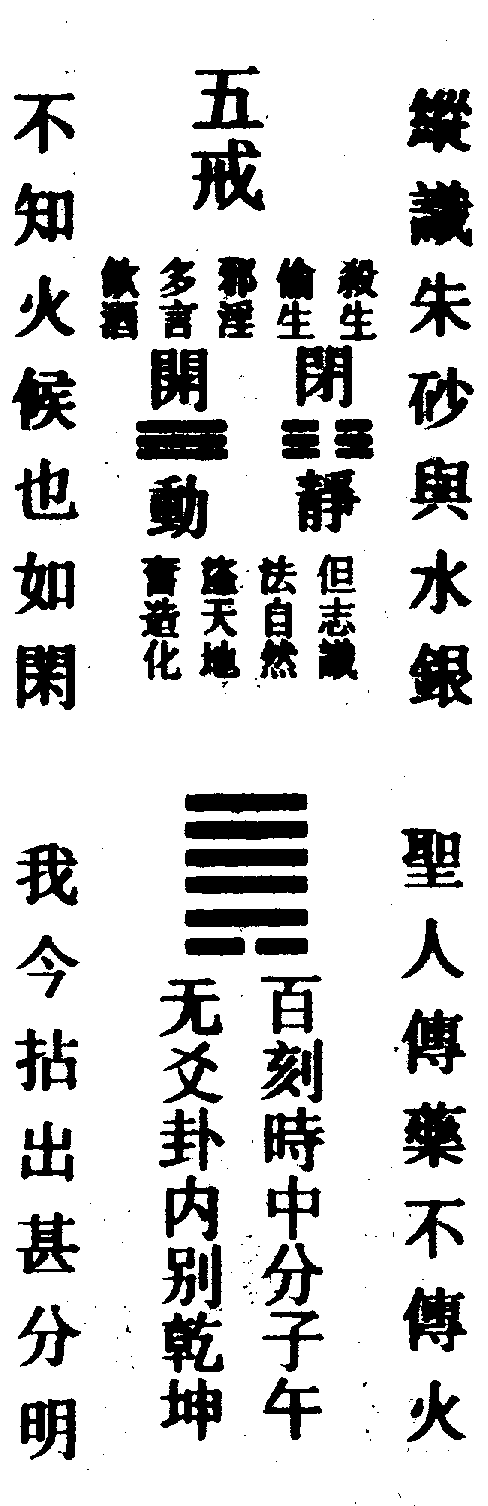 縱識朱砂與水銀
五戒
殺生
偷生
邪淫
多言
飲酒
閉
靜
開
動
但志識
法自然
盜天地
奪造化
不知火候也如閑
聖人傳藥不傳火
百刻時中分子午
无爻卦内别乾坤
我今拈出甚分明